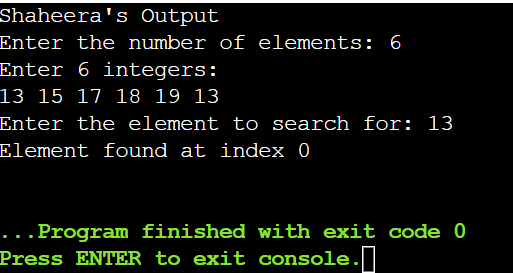 Shaheera's Output
Enter the number of elements: 6
Enter 6 integers:
13 15 17 18 19 13
Enter the element to search for: 13
Element found at index 0
...Program finished with exit code 0
Press ENTER to exit console.